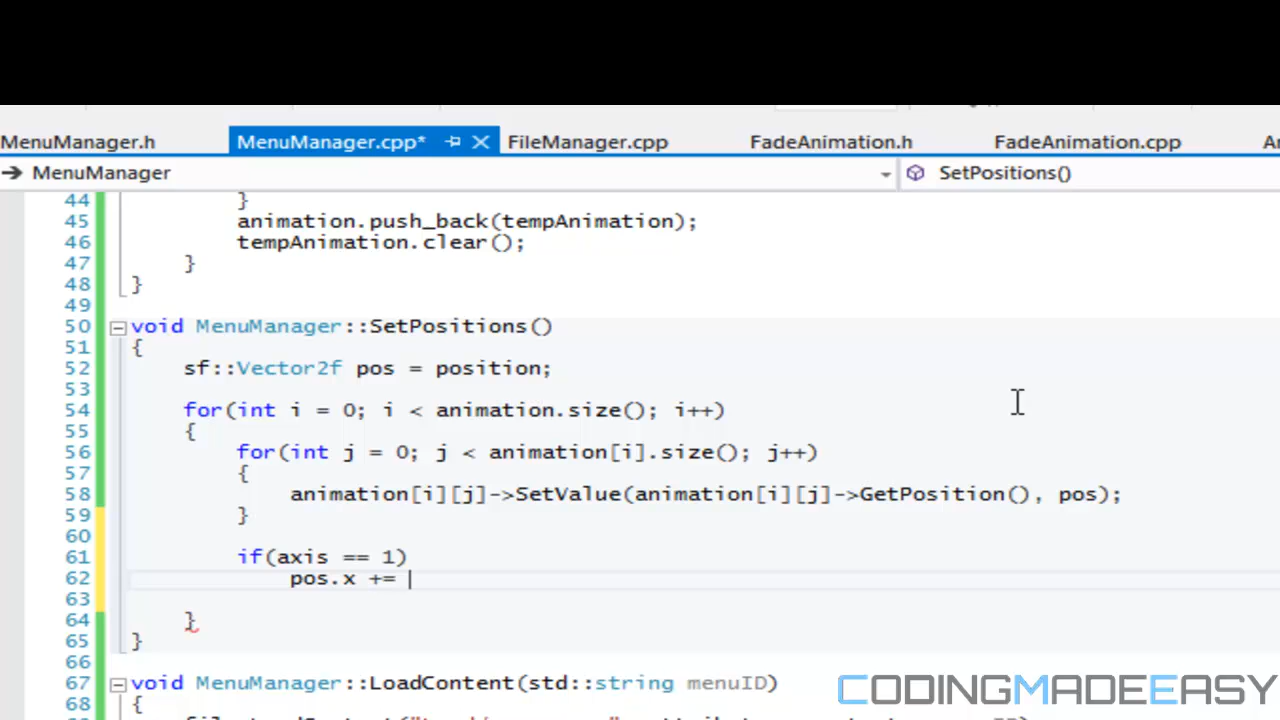 MenuManager.h MenuManager.cpp* FileManager.cpp FadeAnimation.h FadeAnimation.cpp
MenuManager SetPositions()
44 }
45 animation.push_back(tempAnimation);
46 tempAnimation.clear();
47 }
48 }
49
50 void MenuManager::SetPositions()
51 {
52 sf::Vector2f pos = position;
53
54 for(int i = 0; i < animation.size(); i++)
55 {
56 for(int j = 0; j < animation[i].size(); j++)
57 {
58 animation[i][j]->SetValue(animation[i][j]->GetPosition(), pos);
59 }
60
61 if(axis == 1)
62 pos.x +=
63
64 }
65 }
66
67 void MenuManager::LoadContent(std::string menuID)
68 {
CODINGMADEEASY